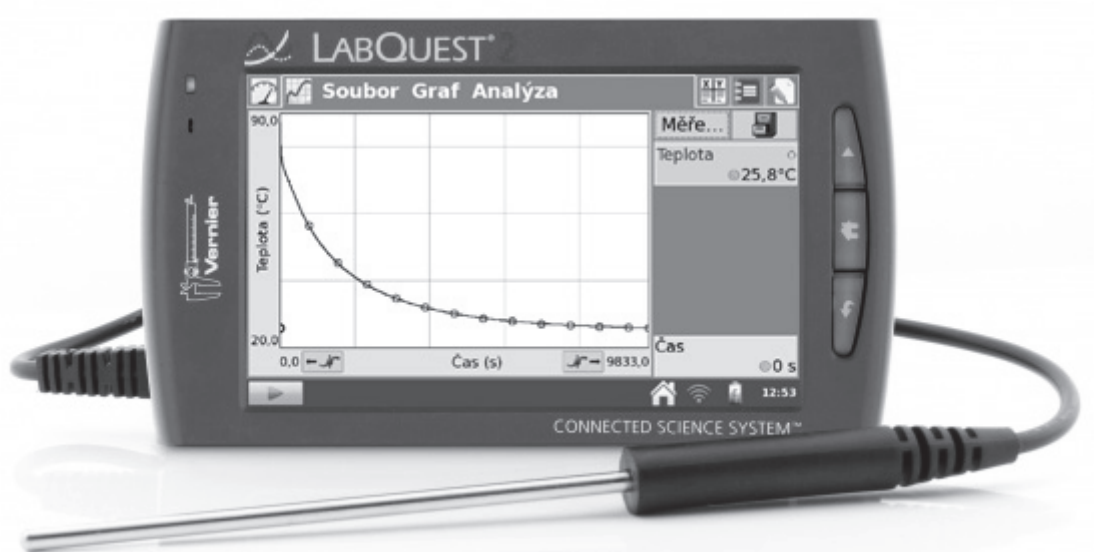 LABQUEST® 2
Soubor Graf Analýza
90,0
Teplota (°C)
20,0
0,0
Čas (s)
9833,0
Měře...
Teplota
25,8°C
Čas
0 s
12:53
Vernier
CONNECTED SCIENCE SYSTEM™